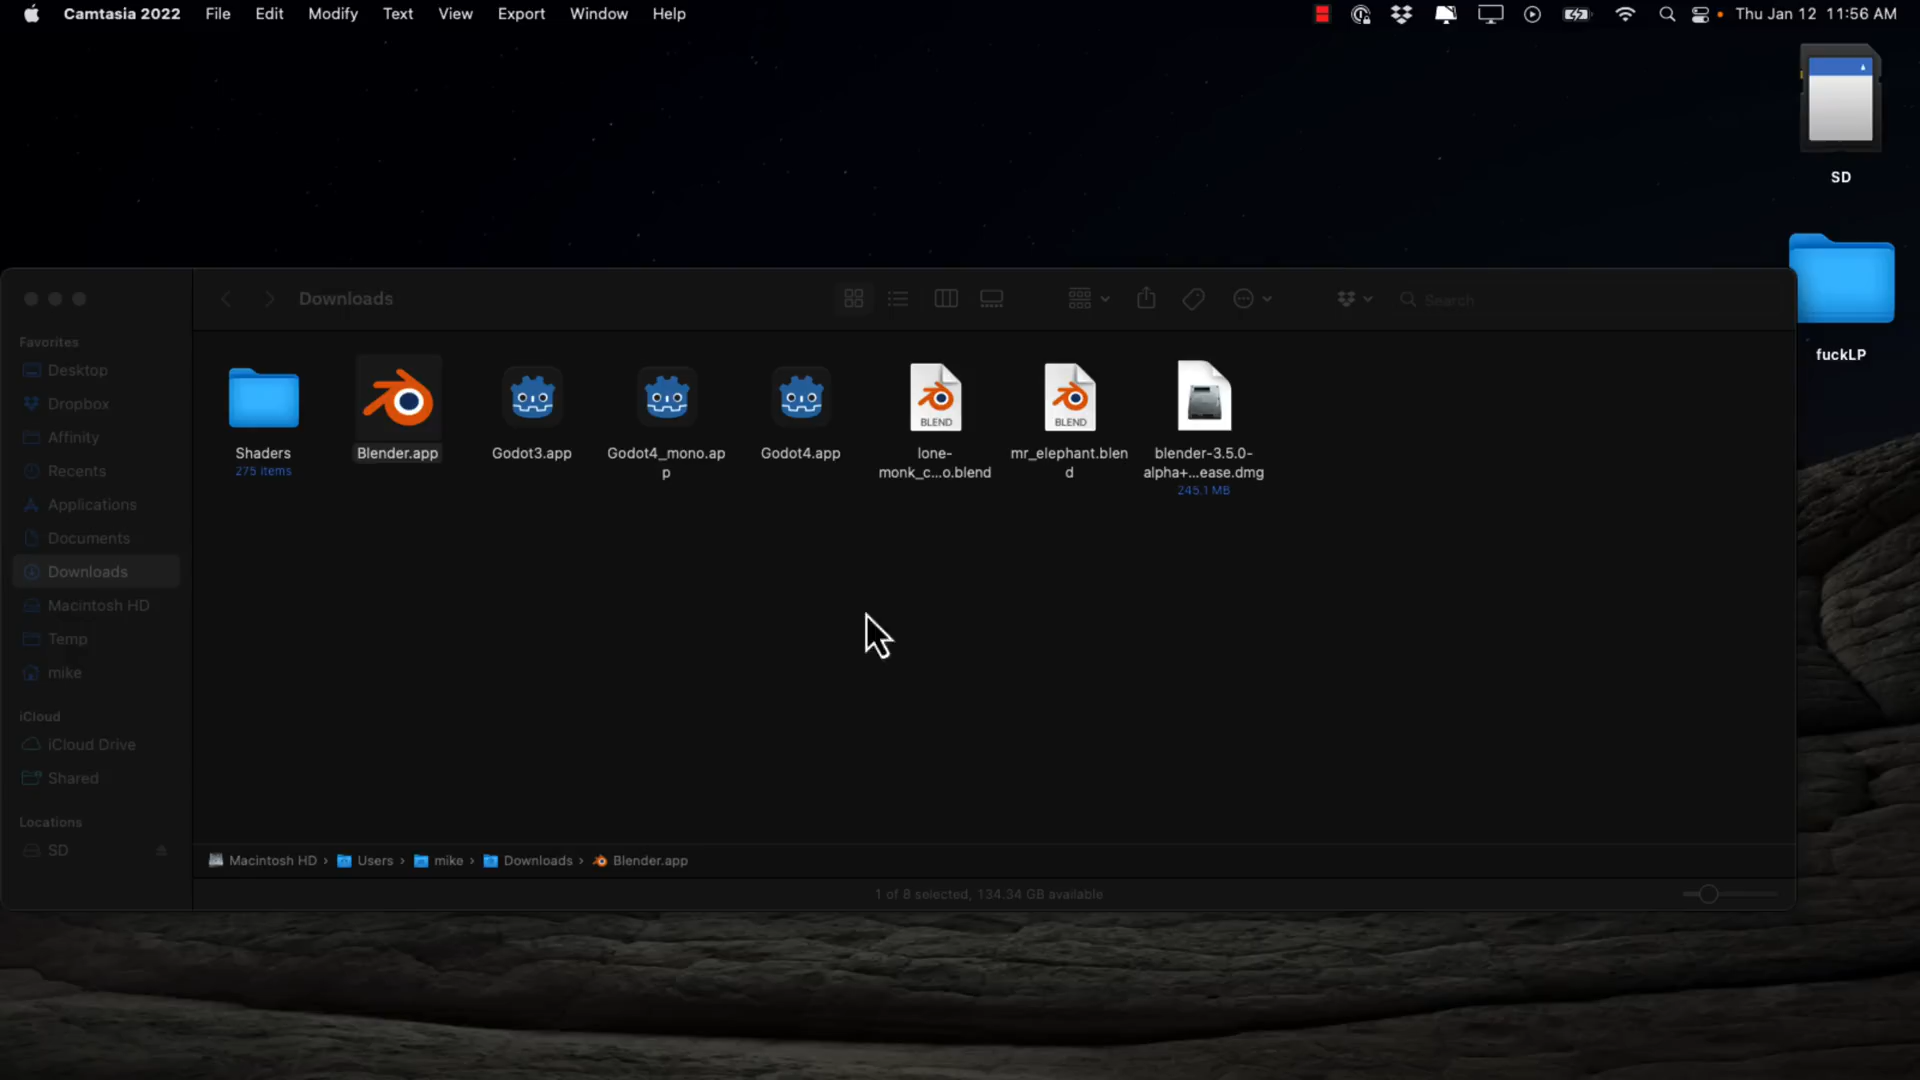 Camtasia 2022 File Edit Modify Text View Export Window Help Thu Jan 12 11:56 AM
SD
fuckLP
Downloads Search
Favorites
Desktop
Dropbox
Affinity
Recents
Applications
Documents
Downloads
Macintosh HD
Temp
mike
iCloud
iCloud Drive
Shared
Locations
SD
Shaders
275 items
Blender.app
Godot3.app
Godot4_mono.ap
p
Godot4.app
BLEND
lone-
monk_c...o.blend
BLEND
mr_elephant.blen
d
blender-3.5.0-
alpha+...ease.dmg
245.1 MB
Macintosh HD › Users › mike › Downloads › Blender.app
1 of 8 selected, 134.34 GB available